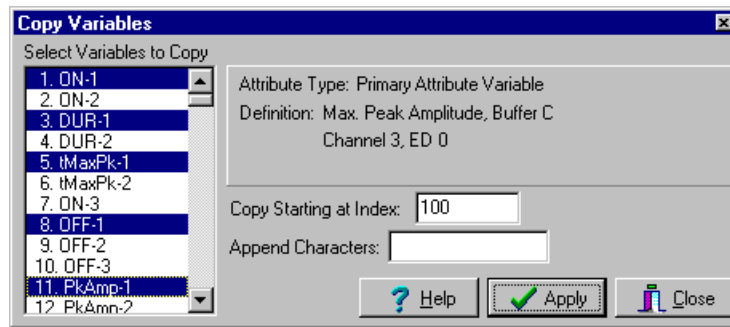 Copy Variables
Select Variables to Copy
1. ON-1
2. ON-2
3. DUR-1
4. DUR-2
5. tMaxPk-1
6. tMaxPk-2
7. ON-3
8. OFF-1
9. OFF-2
10. OFF-3
11. PkAmp-1
12. PkAmp-2
Attribute Type: Primary Attribute Variable
Definition: Max. Peak Amplitude, Buffer C
Channel 3, ED 0
Copy Starting at Index: 100
Append Characters:
Help Apply Close